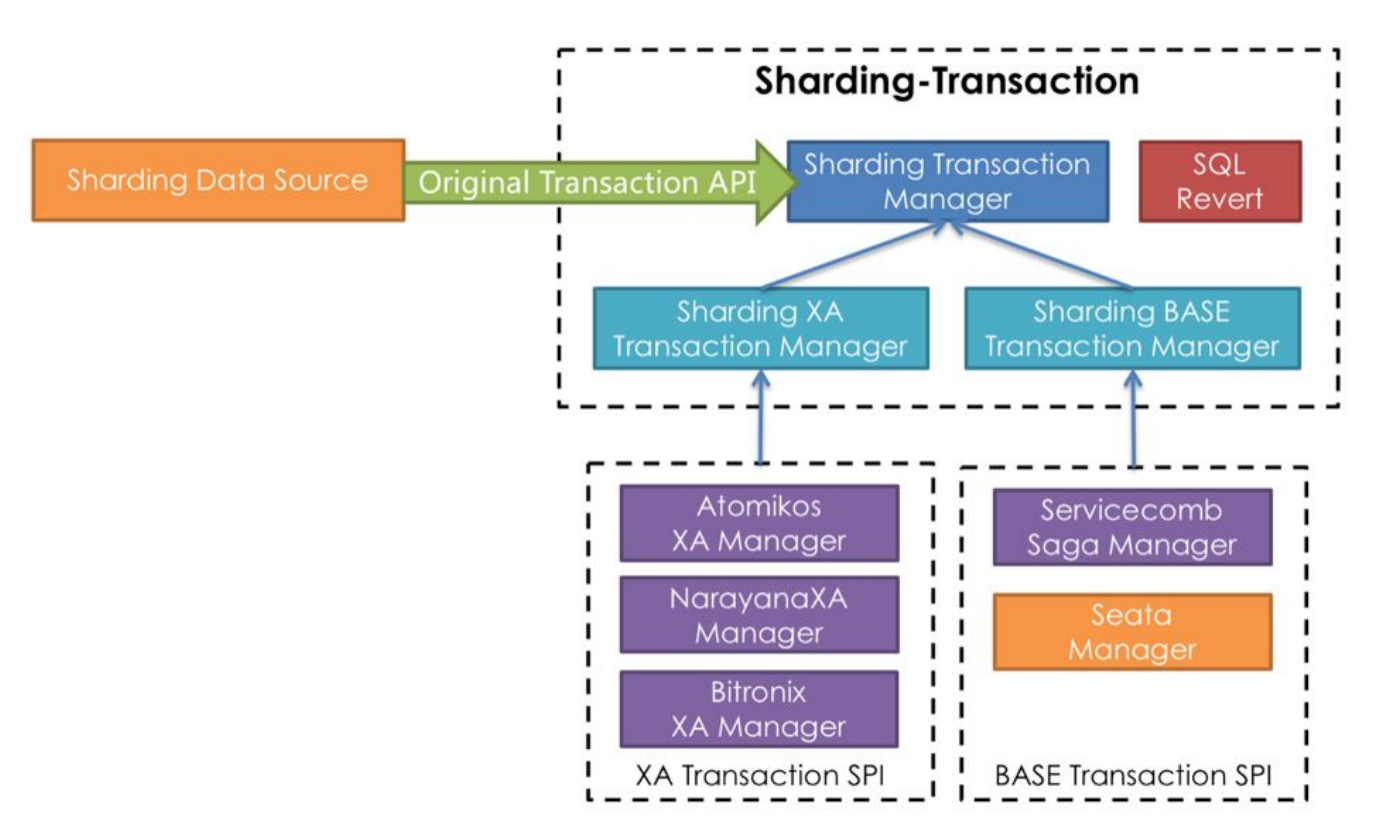 Sharding-Transaction
Sharding Data Source
Original Transaction API
Sharding Transaction
Manager
SQL
Revert
Sharding XA
Transaction Manager
Sharding BASE
Transaction Manager
Atomikos
XA Manager
NarayanaXA
Manager
Bitronix
XA Manager
XA Transaction SPI
Servicecomb
Saga Manager
Seata
Manager
BASE Transaction SPI